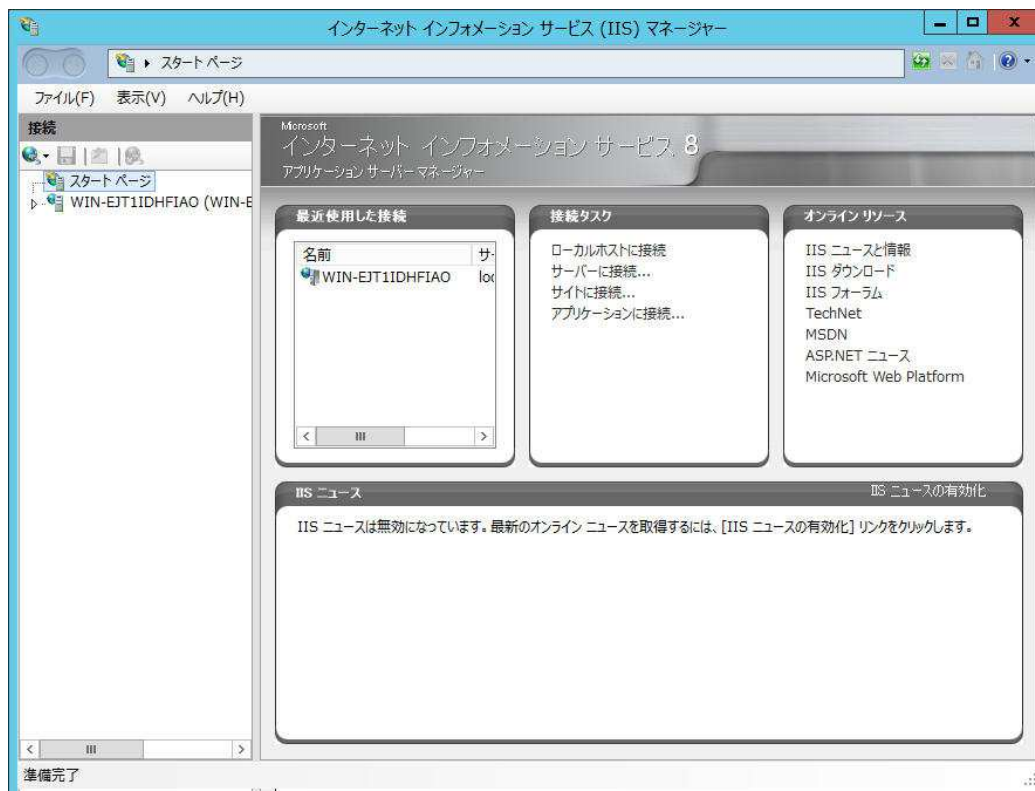 インターネット インフォメーション サービス (IIS) マネージャー
スタート ページ
ファイル(F) 表示(V) ヘルプ(H)
接続
スタート ページ
WIN-EJT1IDHFIAO (WIN-E
Microsoft
インターネット インフォメーション サービス 8
アプリケーション サーバー マネージャー
最近使用した接続
名前 サ-
WIN-EJT1IDHFIAO loc
接続タスク
ローカルホストに接続
サーバーに接続...
サイトに接続...
アプリケーションに接続...
オンライン リソース
IIS ニュースと情報
IIS ダウンロード
IIS フォーラム
TechNet
MSDN
ASP.NET ニュース
Microsoft Web Platform
IIS ニュース IIS ニュースの有効化
IIS ニュースは無効になっています。最新のオンライン ニュースを取得するには、[IIS ニュースの有効化] リンクをクリックします。
準備完了